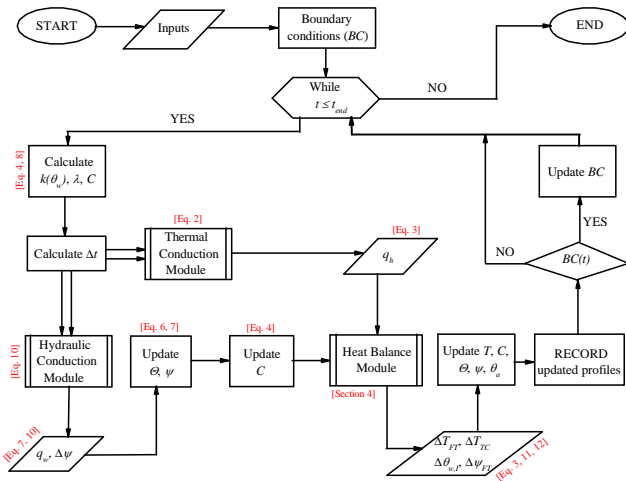 START
Inputs
Boundary
conditions (BC)
END
While
t ≤ t_end
NO
YES
[Eq. 4, 8]
Calculate
k(θ_w), λ, C
Update BC
[Eq. 2]
[Eq. 3]
YES
Calculate Δt
Thermal
Conduction
Module
q_h
NO
BC(t)
[Eq. 10]
Hydraulic
Conduction
Module
[Eq. 6, 7]
Update
Θ, ψ
[Eq. 4]
Update
C
Heat Balance
Module
[Section 4]
Update T, C,
Θ, ψ, θ_a
RECORD
updated profiles
[Eq. 7, 10]
q_w, Δψ
ΔT_FT, ΔT_TC
Δθ_w,I, Δψ_FT
[Eq. 3, 11, 12]